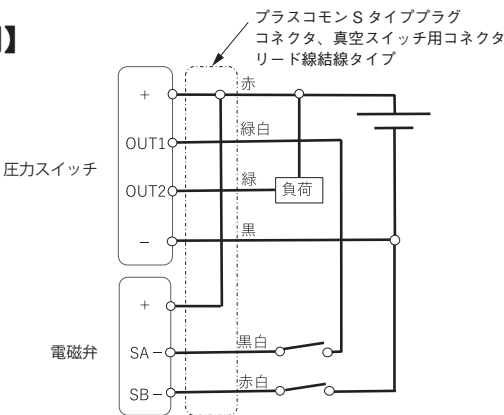 】
プラスコモン S タイププラグ
コネクタ、真空スイッチ用コネクタ
リード線結線タイプ
圧力スイッチ
+
OUT1
OUT2
−
赤
緑白
緑
負荷
黒
電磁弁
+
SA −
SB −
黒白
赤白